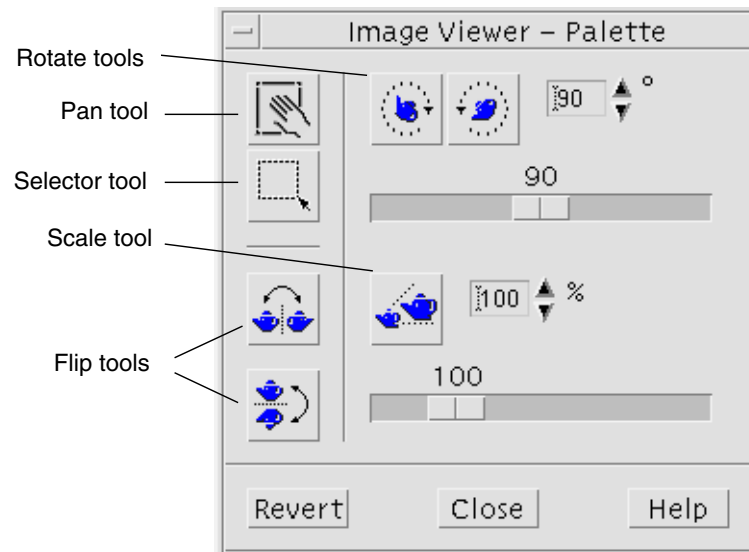 Image Viewer – Palette
Rotate tools
Pan tool
90 °
Selector tool
90
Scale tool
100 %
Flip tools
100
Revert
Close
Help